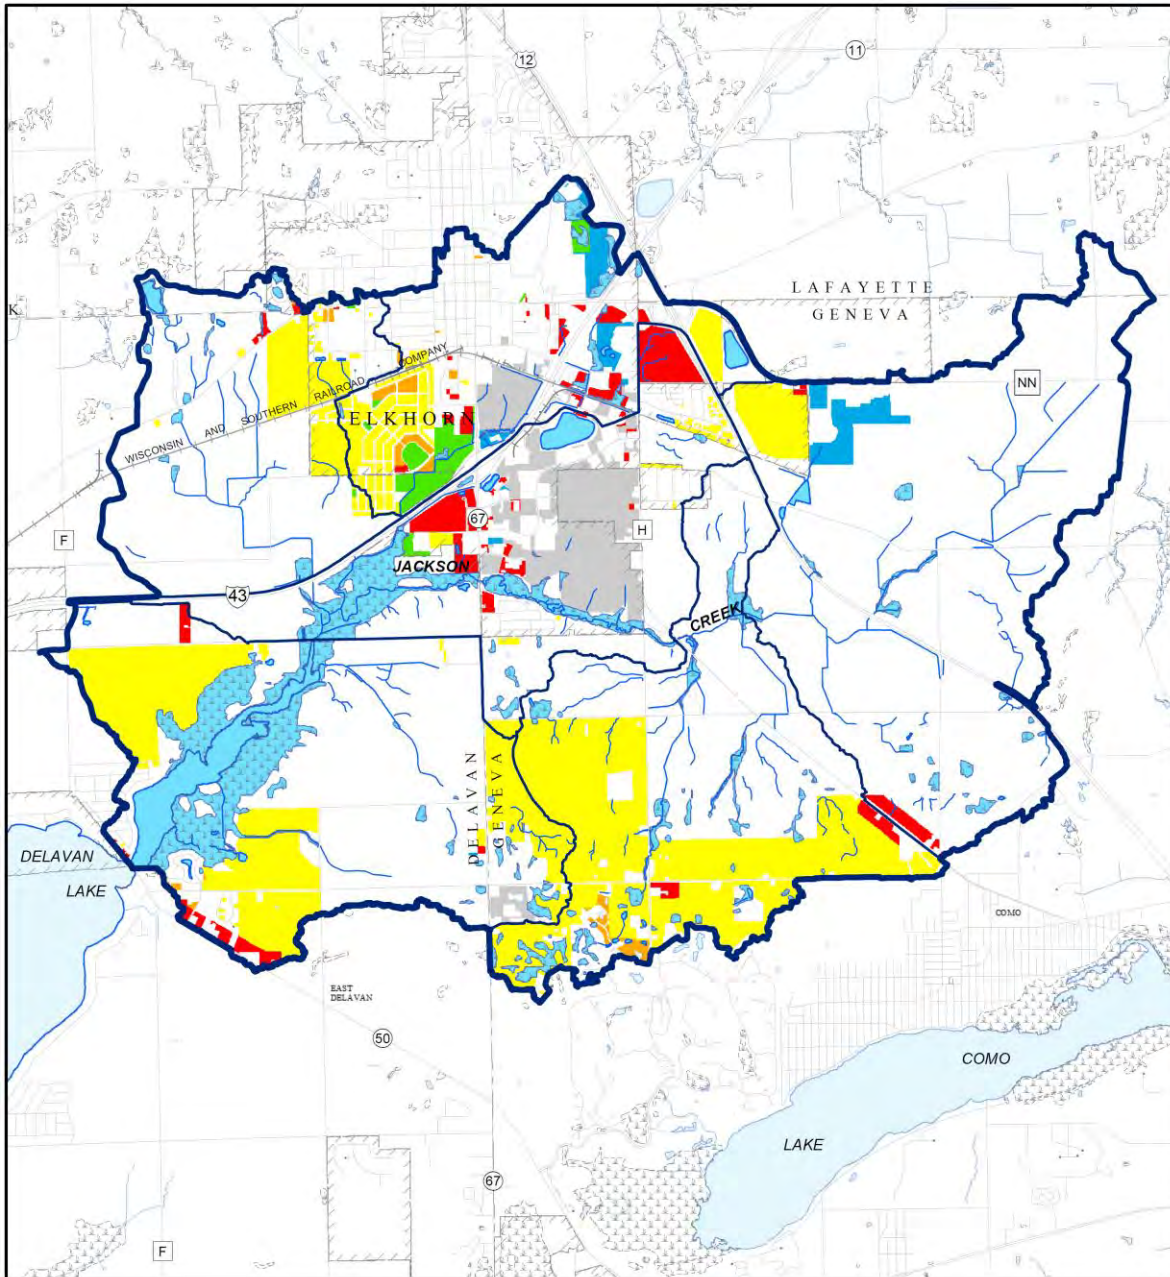 12
11
LAFAYETTE
GENEVA
K
NN
WISCONSIN AND SOUTHERN RAILROAD COMPANY
ELKHORN
67
F
H
JACKSON
43
CREEK
DELAVAN
GENEVA
DELAVAN
LAKE
COMO
EAST
DELAVAN
50
COMO
LAKE
67
F